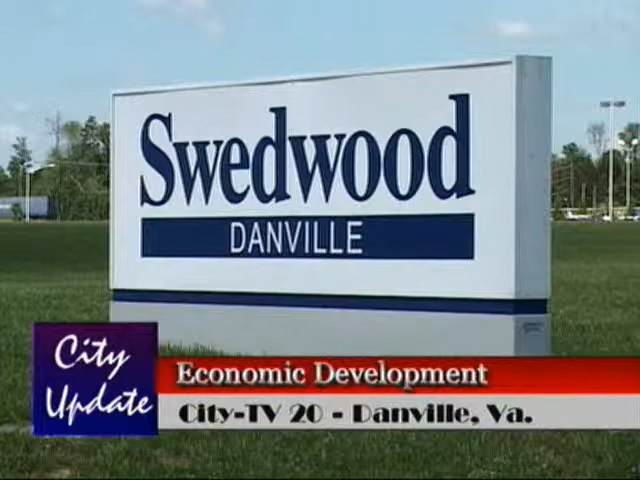 Swedwood
DANVILLE
City
Update
Economic Development
City-TV 20 - Danville, Va.